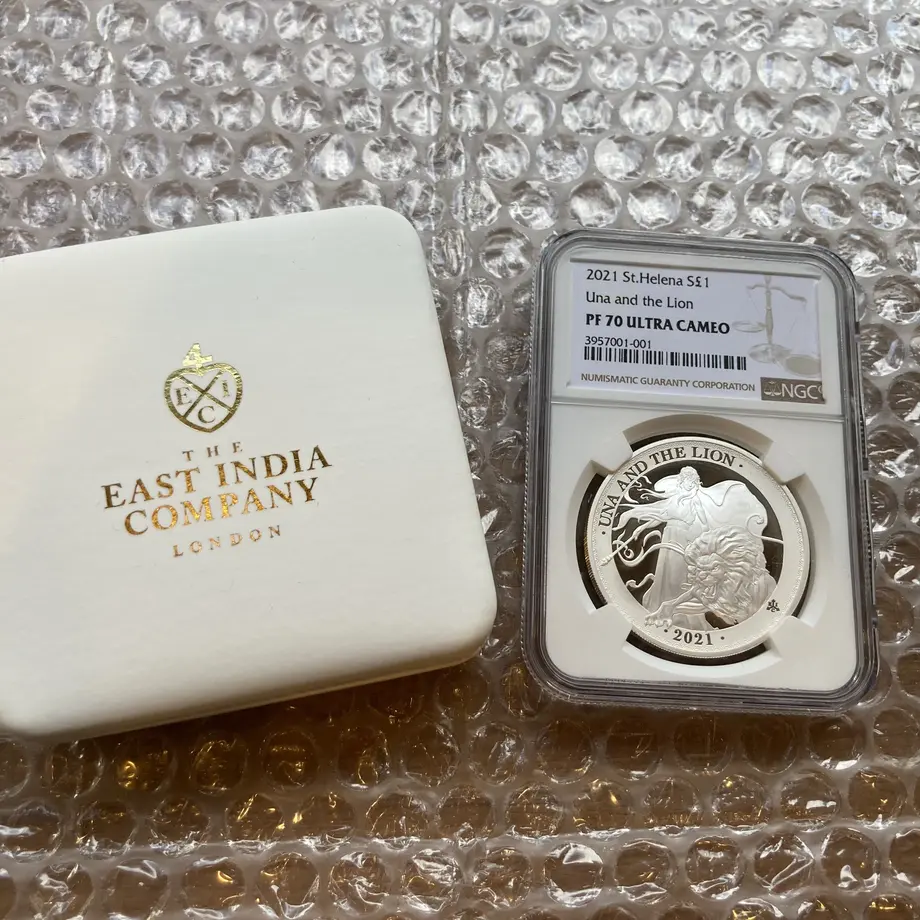 E I
C
THE
EAST INDIA
COMPANY
LONDON
2021 St.Helena S£1
Una and the Lion
PF 70 ULTRA CAMEO
3957001-001
NUMISMATIC GUARANTY CORPORATION
NGC
· UNA AND THE LION ·
· 2021 ·